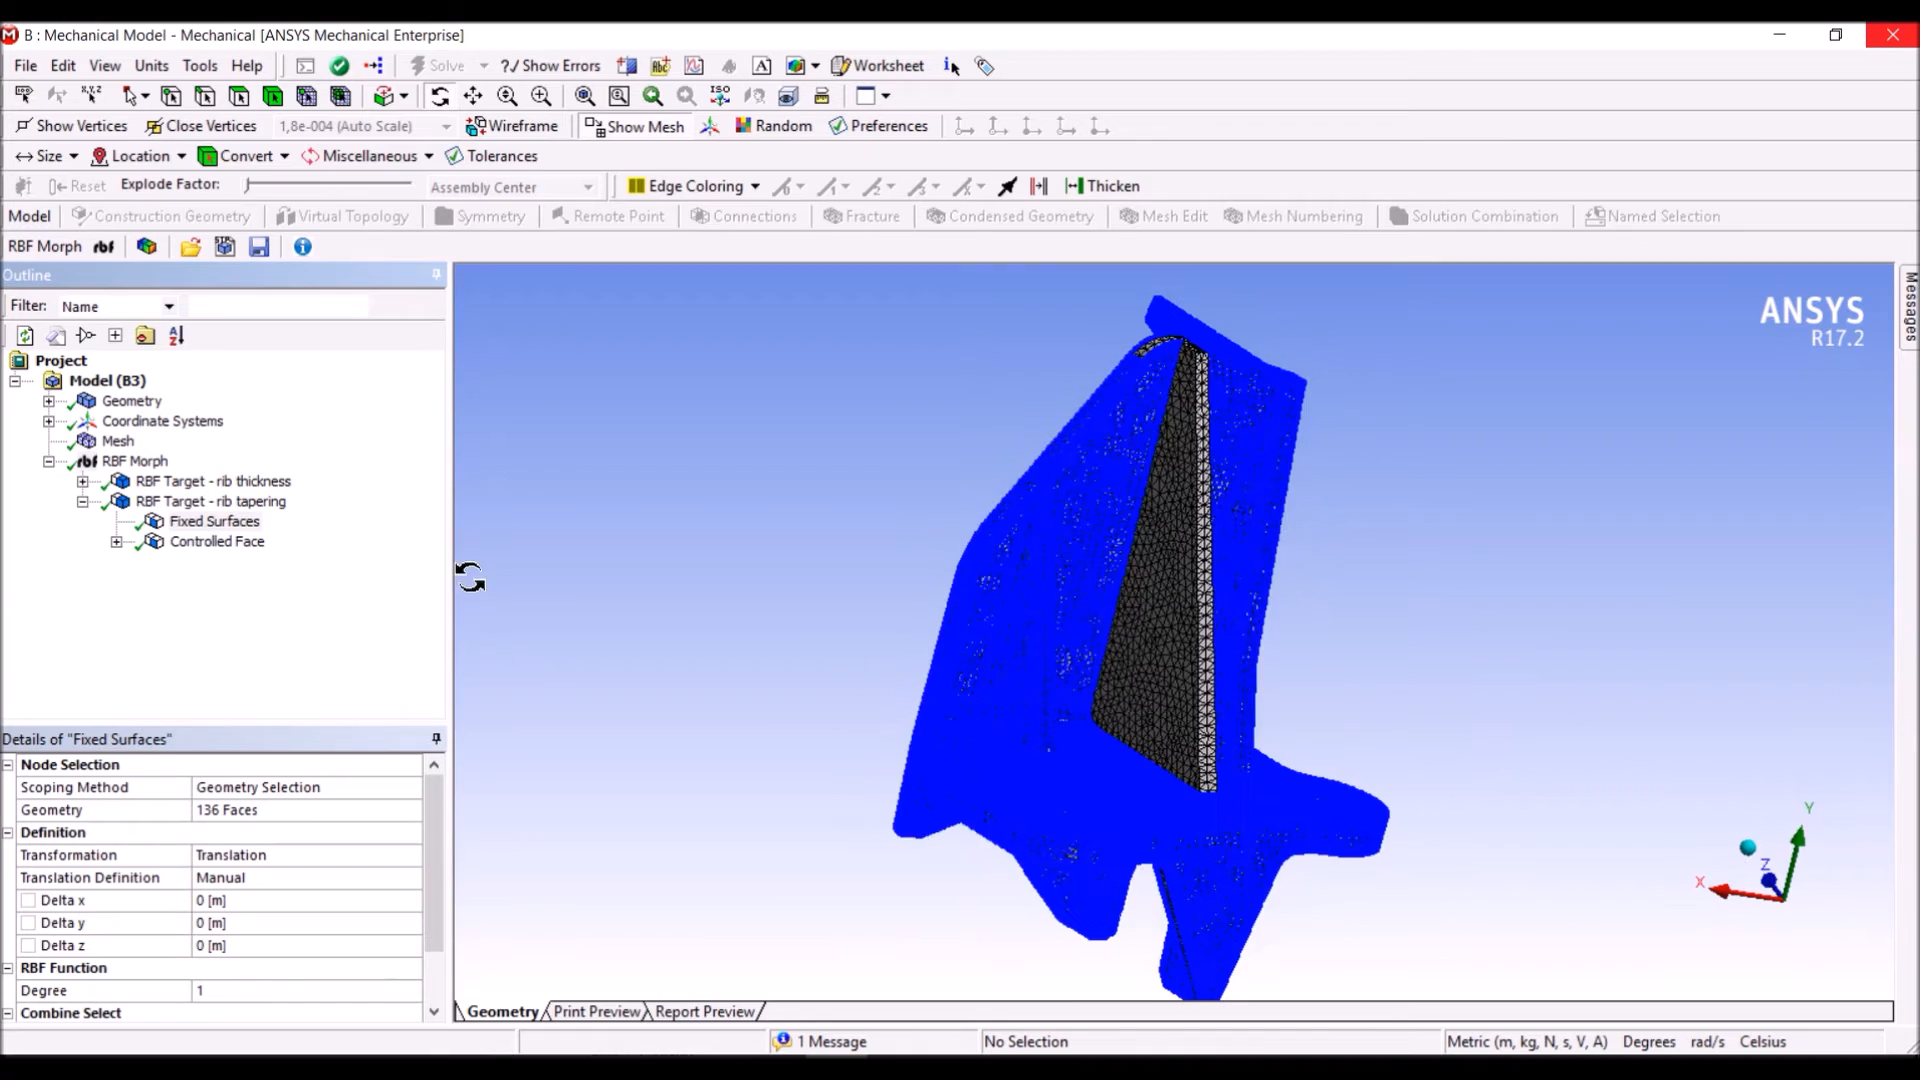 B : Mechanical Model - Mechanical [ANSYS Mechanical Enterprise]
File Edit View Units Tools Help Solve ?/ Show Errors Worksheet
ISO
Show Vertices Close Vertices 1,8e-004 (Auto Scale) Wireframe Show Mesh Random Preferences
Size Location Convert Miscellaneous Tolerances
Reset Explode Factor: Assembly Center Edge Coloring Thicken
Model Construction Geometry Virtual Topology Symmetry Remote Point Connections Fracture Condensed Geometry Mesh Edit Mesh Numbering Solution Combination Named Selection
RBF Morph rbf
Outline
Filter: Name
Project
Model (B3)
Geometry
Coordinate Systems
Mesh
rbf RBF Morph
RBF Target - rib thickness
RBF Target - rib tapering
Fixed Surfaces
Controlled Face
Details of "Fixed Surfaces"
Node Selection
Scoping Method Geometry Selection
Geometry 136 Faces
Definition
Transformation Translation
Translation Definition Manual
Delta x 0 [m]
Delta y 0 [m]
Delta z 0 [m]
RBF Function
Degree 1
Combine Select
ANSYS
R17.2
Messages
Y
Z
X
Geometry Print Preview Report Preview
1 Message No Selection Metric (m, kg, N, s, V, A) Degrees rad/s Celsius